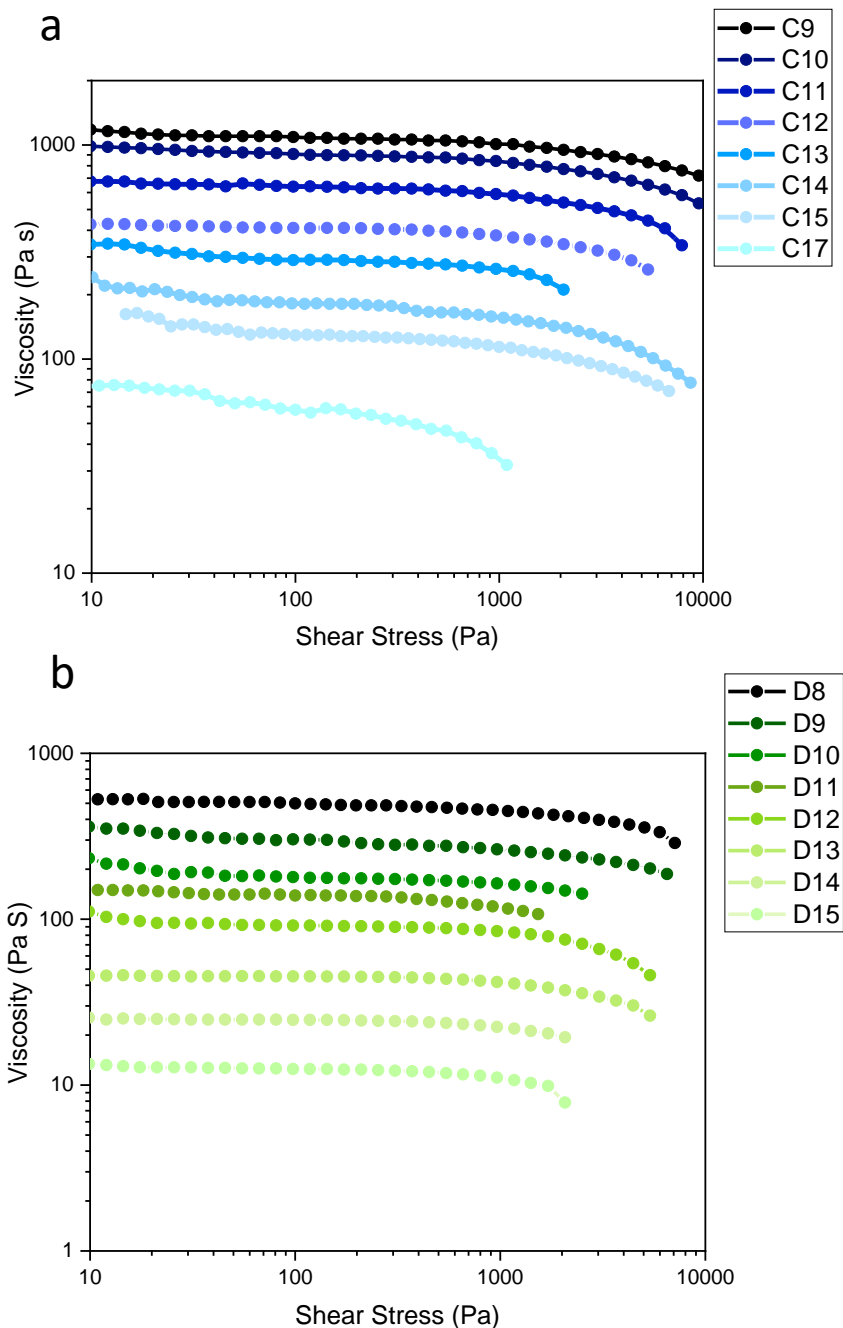 a
C9
C10
C11
C12
C13
C14
C15
C17
1000
100
10
Viscosity (Pa s)
10 100 1000 10000
Shear Stress (Pa)
b
D8
D9
D10
D11
D12
D13
D14
D15
1000
100
10
1
Viscosity (Pa S)
10 100 1000 10000
Shear Stress (Pa)